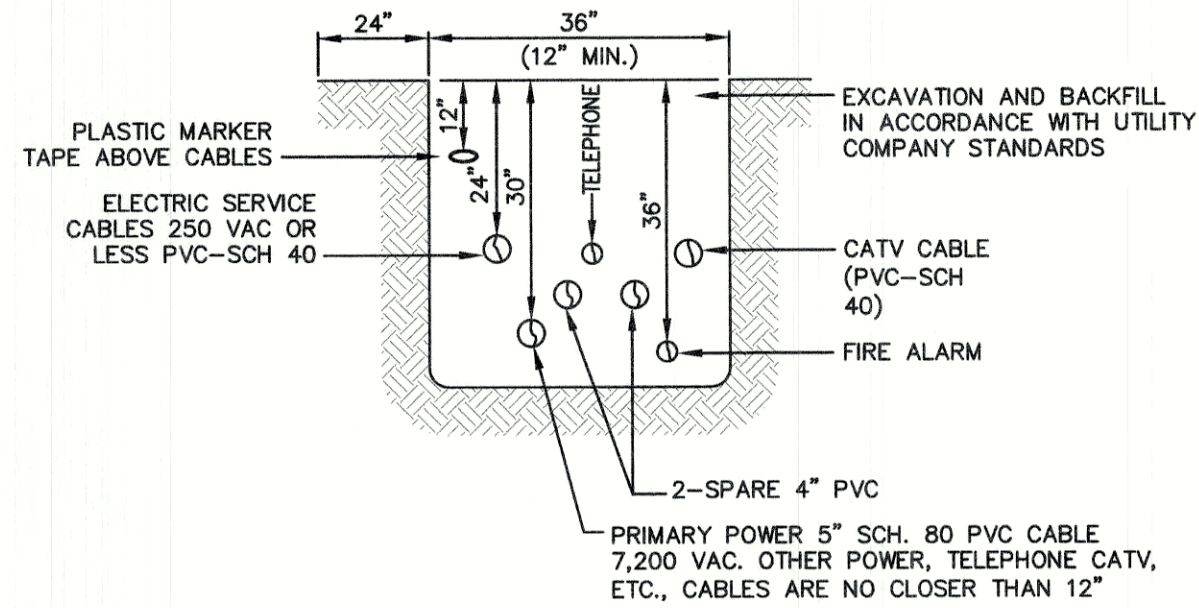 24"
36"
(12" MIN.)
PLASTIC MARKER
TAPE ABOVE CABLES
12"
24"
30"
TELEPHONE
36"
EXCAVATION AND BACKFILL
IN ACCORDANCE WITH UTILITY
COMPANY STANDARDS
ELECTRIC SERVICE
CABLES 250 VAC OR
LESS PVC-SCH 40
CATV CABLE
(PVC-SCH
40)
FIRE ALARM
2-SPARE 4" PVC
PRIMARY POWER 5" SCH. 80 PVC CABLE
7,200 VAC. OTHER POWER, TELEPHONE CATV,
ETC., CABLES ARE NO CLOSER THAN 12"